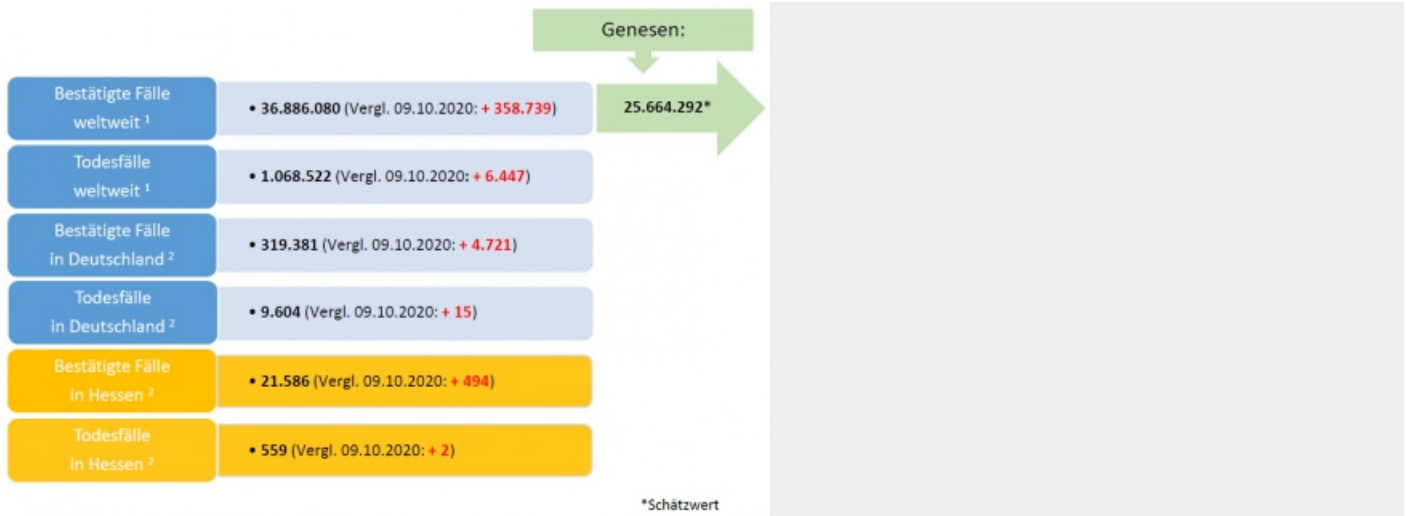 Genesen:
Bestätigte Fälle
weltweit ¹
• 36.886.080 (Vergl. 09.10.2020: + 358.739)
25.664.292*
Todesfälle
weltweit ¹
• 1.068.522 (Vergl. 09.10.2020: + 6.447)
Bestätigte Fälle
in Deutschland ²
• 319.381 (Vergl. 09.10.2020: + 4.721)
Todesfälle
in Deutschland ²
• 9.604 (Vergl. 09.10.2020: + 15)
Bestätigte Fälle
in Hessen ²
• 21.586 (Vergl. 09.10.2020: + 494)
Todesfälle
in Hessen ²
• 559 (Vergl. 09.10.2020: + 2)
*Schätzwert